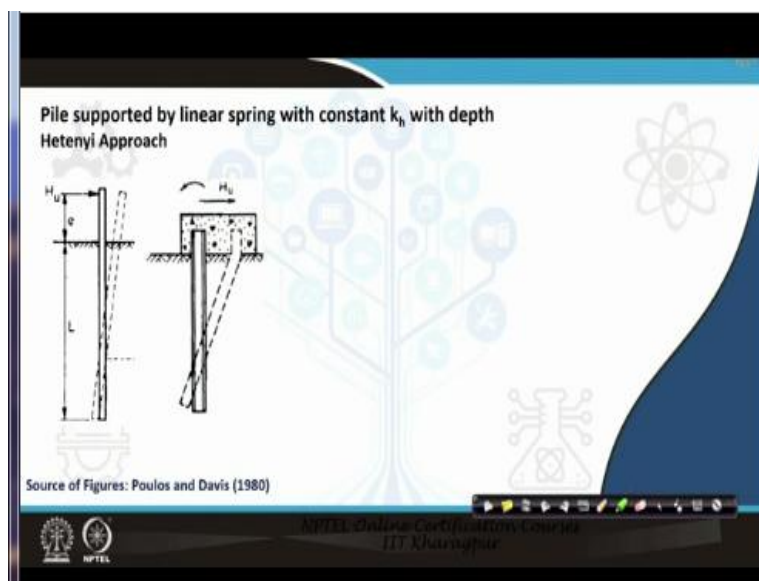 Pile supported by linear spring with constant kₕ with depth
Hetenyi Approach
Hᵤ
e
L
Hᵤ
Source of Figures: Poulos and Davis (1980)
NPTEL
NPTEL Online Certification Courses
IIT Kharagpur